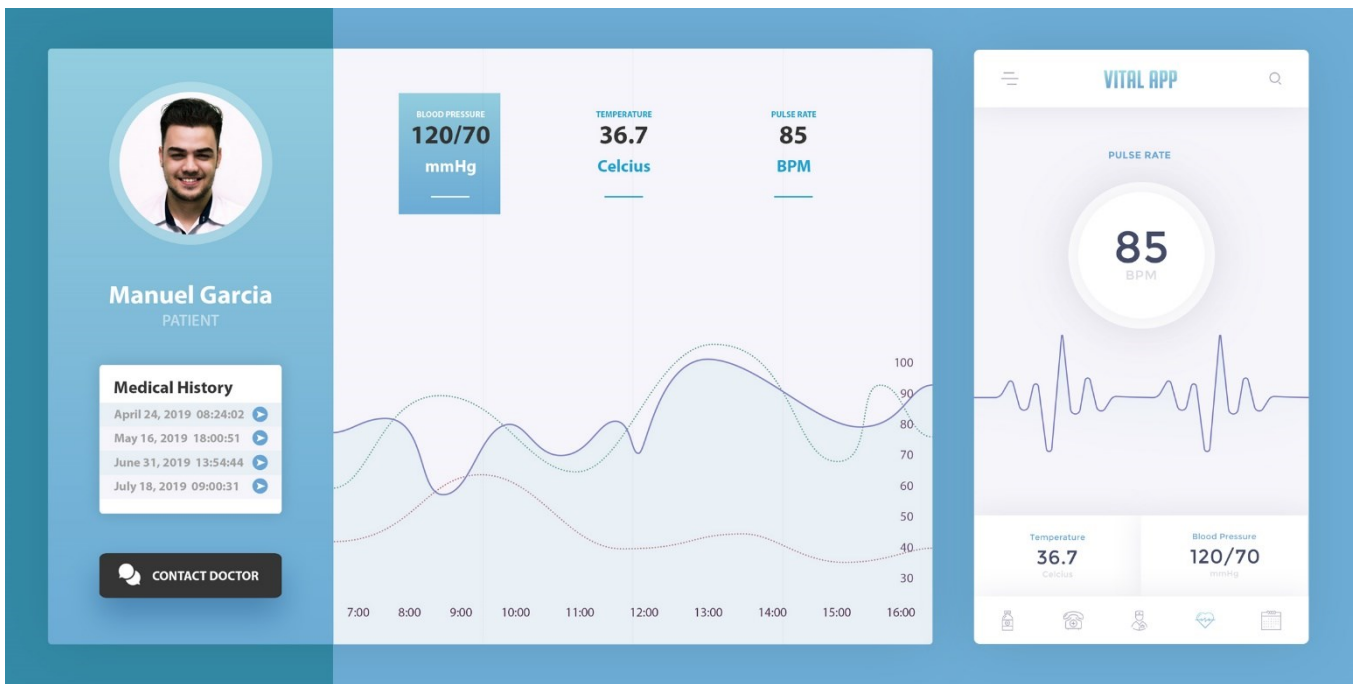 Manuel Garcia
PATIENT
Medical History
April 24, 2019 08:24:02
May 16, 2019 18:00:51
June 31, 2019 13:54:44
July 18, 2019 09:00:31
CONTACT DOCTOR
BLOOD PRESSURE
120/70
mmHg
TEMPERATURE
36.7
Celcius
PULSE RATE
85
BPM
100
90
80
70
60
50
40
30
7:00 8:00 9:00 10:00 11:00 12:00 13:00 14:00 15:00 16:00
VITAL APP
PULSE RATE
85
BPM
Temperature
36.7
Celcius
Blood Pressure
120/70
mmHg